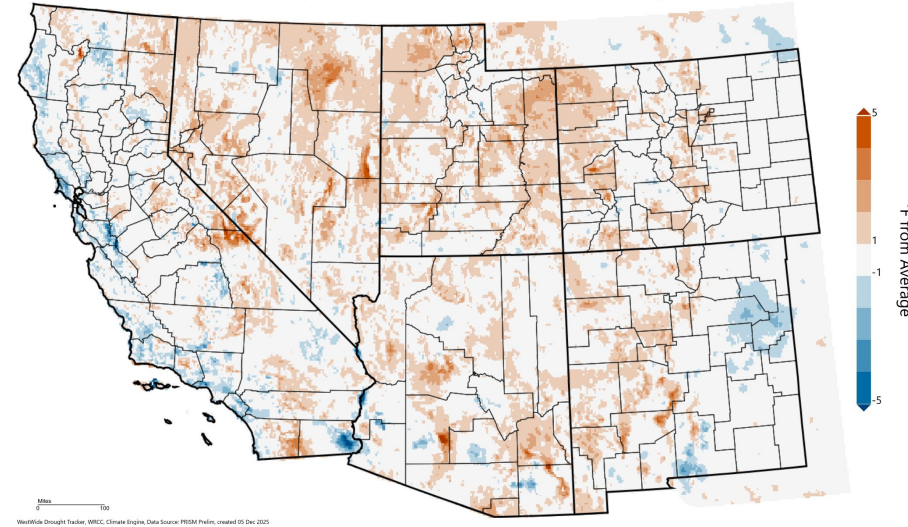 5
1
-1
-5
°F from Average
Miles
0 100
WestWide Drought Tracker, WRCC, Climate Engine, Data Source: PRISM Prelim, created 05 Dec 2025